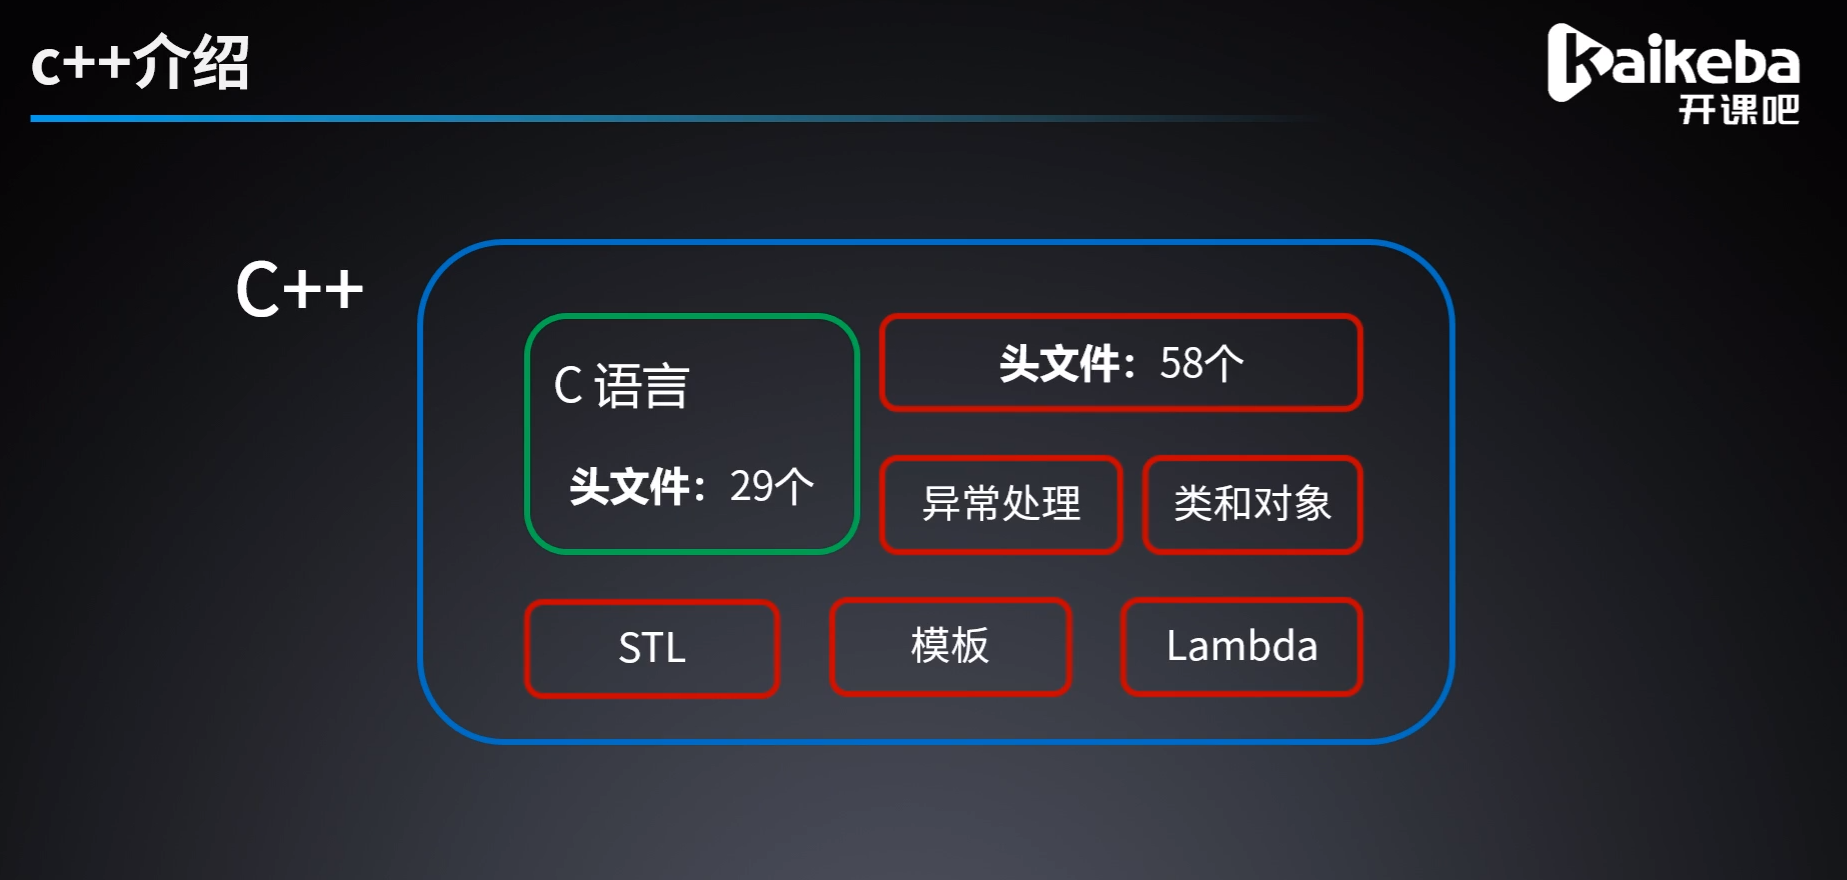 c++介绍
Kaikeba
开课吧
C++
C 语言
头文件：29个
头文件：58个
异常处理
类和对象
STL
模板
Lambda